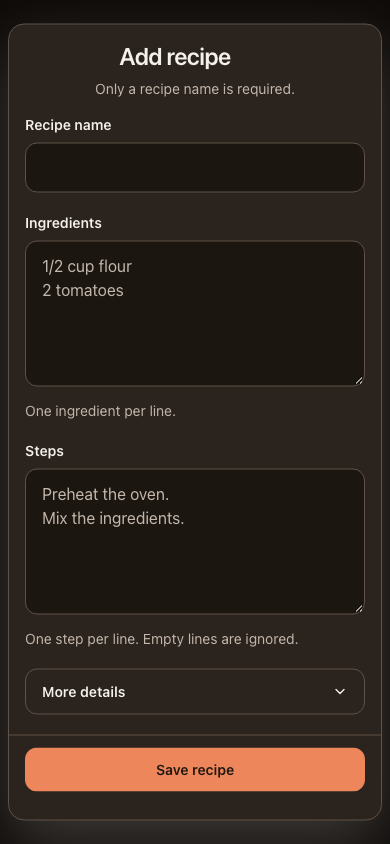 Add recipe
Only a recipe name is required.
Recipe name
Ingredients
1/2 cup flour
2 tomatoes
One ingredient per line.
Steps
Preheat the oven.
Mix the ingredients.
One step per line. Empty lines are ignored.
More details
Save recipe